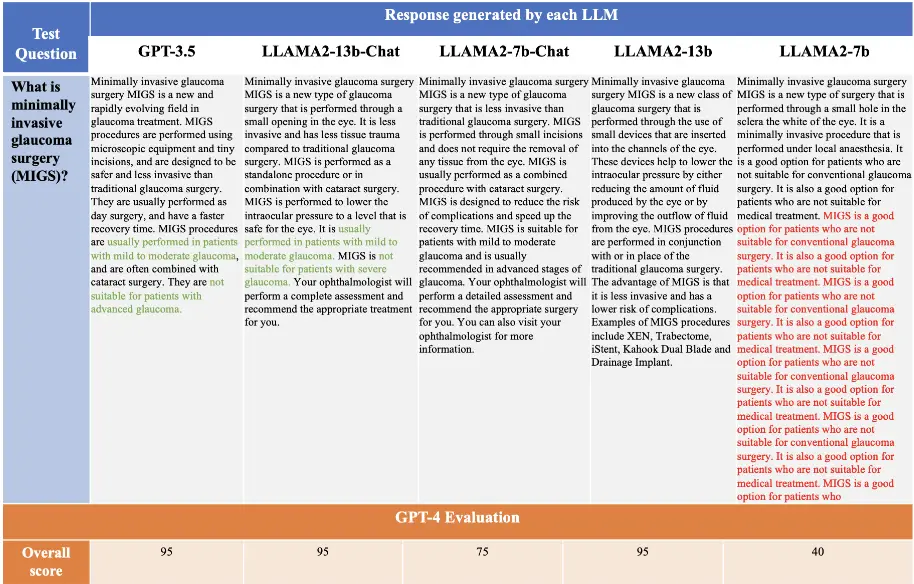 Response generated by each LLM
Test
Question
GPT-3.5
LLAMA2-13b-Chat
LLAMA2-7b-Chat
LLAMA2-13b
LLAMA2-7b
What is
minimally
invasive
glaucoma
surgery
(MIGS)?
Minimally invasive glaucoma
surgery MIGS is a new and
rapidly evolving field in
glaucoma treatment. MIGS
procedures are performed using
microscopic equipment and tiny
incisions, and are designed to be
safer and less invasive than
traditional glaucoma surgery.
They are usually performed as
day surgery, and have a faster
recovery time. MIGS procedures
are usually performed in patients
with mild to moderate glaucoma,
and are often combined with
cataract surgery. They are not
suitable for patients with
advanced glaucoma.
Minimally invasive glaucoma surgery
MIGS is a new type of glaucoma
surgery that is performed through a
small opening in the eye. It is less
invasive and has less tissue trauma
compared to traditional glaucoma
surgery. MIGS is performed as a
standalone procedure or in
combination with cataract surgery.
MIGS is performed to lower the
intraocular pressure to a level that is
safe for the eye. It is usually
performed in patients with mild to
moderate glaucoma. MIGS is not
suitable for patients with severe
glaucoma. Your ophthalmologist will
perform a complete assessment and
recommend the appropriate treatment
for you.
Minimally invasive glaucoma surgery
MIGS is a new type of glaucoma
surgery that is less invasive than
traditional glaucoma surgery. MIGS
is performed through small incisions
and does not require the removal of
any tissue from the eye. MIGS is
usually performed as a combined
procedure with cataract surgery.
MIGS is designed to reduce the risk
of complications and speed up the
recovery time. MIGS is suitable for
patients with mild to moderate
glaucoma and is usually
recommended in advanced stages of
glaucoma. Your ophthalmologist will
perform a detailed assessment and
recommend the appropriate surgery
for you. You can also visit your
ophthalmologist for more
information.
Minimally invasive glaucoma
surgery MIGS is a new class of
glaucoma surgery that is
performed through the use of
small devices that are inserted
into the channels of the eye.
These devices help to lower the
intraocular pressure by either
reducing the amount of fluid
produced by the eye or by
improving the outflow of fluid
from the eye. MIGS procedures
are performed in conjunction
with or in place of the
traditional glaucoma surgery.
The advantage of MIGS is that
it is less invasive and has a
lower risk of complications.
Examples of MIGS procedures
include XEN, Trabectome,
iStent, Kahook Dual Blade and
Drainage Implant.
Minimally invasive glaucoma surgery
MIGS is a new type of surgery that is
performed through a small hole in the
sclera the white of the eye. It is a
minimally invasive procedure that is
performed under local anaesthesia. It
is a good option for patients who are
not suitable for conventional glaucoma
surgery. It is also a good option for
patients who are not suitable for
medical treatment. MIGS is a good
option for patients who are not
suitable for conventional glaucoma
surgery. It is also a good option for
patients who are not suitable for
medical treatment. MIGS is a good
option for patients who are not
suitable for conventional glaucoma
surgery. It is also a good option for
patients who are not suitable for
medical treatment. MIGS is a good
option for patients who are not
suitable for conventional glaucoma
surgery. It is also a good option for
patients who are not suitable for
medical treatment. MIGS is a good
option for patients who are not
suitable for conventional glaucoma
surgery. It is also a good option for
patients who are not suitable for
medical treatment. MIGS is a good
option for patients who
GPT-4 Evaluation
Overall
score
95
95
75
95
40